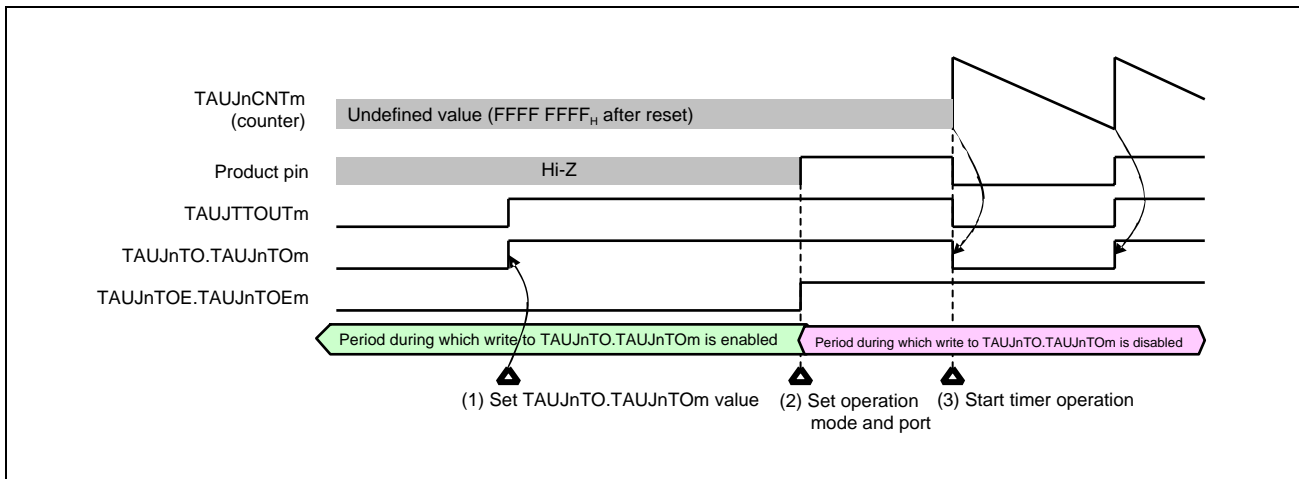 TAUJnCNTm
(counter)
Undefined value (FFFF FFFFH after reset)
Product pin
Hi-Z
TAUJTTOUTm
TAUJnTO.TAUJnTOm
TAUJnTOE.TAUJnTOEm
Period during which write to TAUJnTO.TAUJnTOm is enabled
Period during which write to TAUJnTO.TAUJnTOm is disabled
(1) Set TAUJnTO.TAUJnTOm value
(2) Set operation
mode and port
(3) Start timer operation